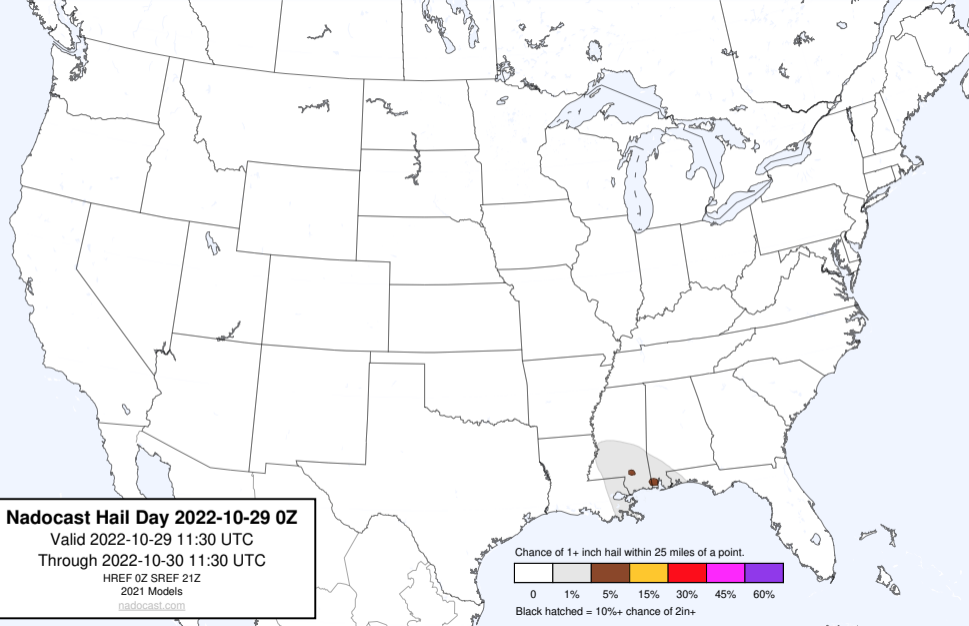 Nadocast Hail Day 2022-10-29 0Z
Valid 2022-10-29 11:30 UTC
Through 2022-10-30 11:30 UTC
HREF 0Z SREF 21Z
2021 Models
nadocast.com
Chance of 1+ inch hail within 25 miles of a point.
0 1% 5% 15% 30% 45% 60%
Black hatched = 10%+ chance of 2in+